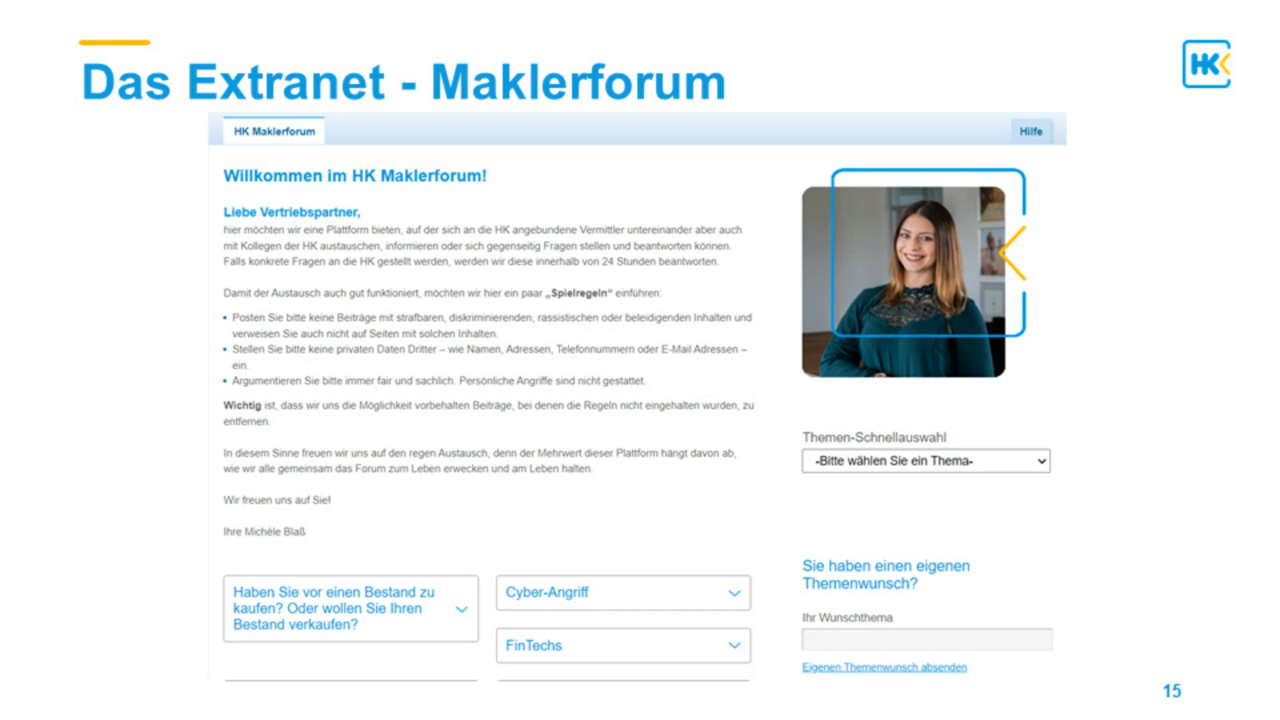 Das Extranet - Maklerforum
HK
HK Maklerforum
Hilfe
Willkommen im HK Maklerforum!
Liebe Vertriebspartner,
hier möchten wir eine Plattform bieten, auf der sich an die HK angebundene Vermittler untereinander aber auch
mit Kollegen der HK austauschen, informieren oder sich gegenseitig Fragen stellen und beantworten können.
Falls konkrete Fragen an die HK gestellt werden, werden wir diese innerhalb von 24 Stunden beantworten.
Damit der Austausch auch gut funktioniert, möchten wir hier ein paar „Spielregeln“ einführen:
• Posten Sie bitte keine Beiträge mit strafbaren, diskriminierenden, rassistischen oder beleidigenden Inhalten und
verweisen Sie auch nicht auf Seiten mit solchen Inhalten.
• Stellen Sie bitte keine privaten Daten Dritter – wie Namen, Adressen, Telefonnummern oder E-Mail Adressen –
ein.
• Argumentieren Sie bitte immer fair und sachlich. Persönliche Angriffe sind nicht gestattet.
Wichtig ist, dass wir uns die Möglichkeit vorbehalten Beiträge, bei denen die Regeln nicht eingehalten wurden, zu
entfernen.
In diesem Sinne freuen wir uns auf den regen Austausch, denn der Mehrwert dieser Plattform hängt davon ab,
wie wir alle gemeinsam das Forum zum Leben erwecken und am Leben halten.
Wir freuen uns auf Sie!
Ihre Michèle Blaß
Haben Sie vor einen Bestand zu
kaufen? Oder wollen Sie Ihren
Bestand verkaufen?
Cyber-Angriff
FinTechs
Themen-Schnellauswahl
-Bitte wählen Sie ein Thema-
Sie haben einen eigenen
Themenwunsch?
Ihr Wunschthema
Eigenen Themenwunsch absenden
15